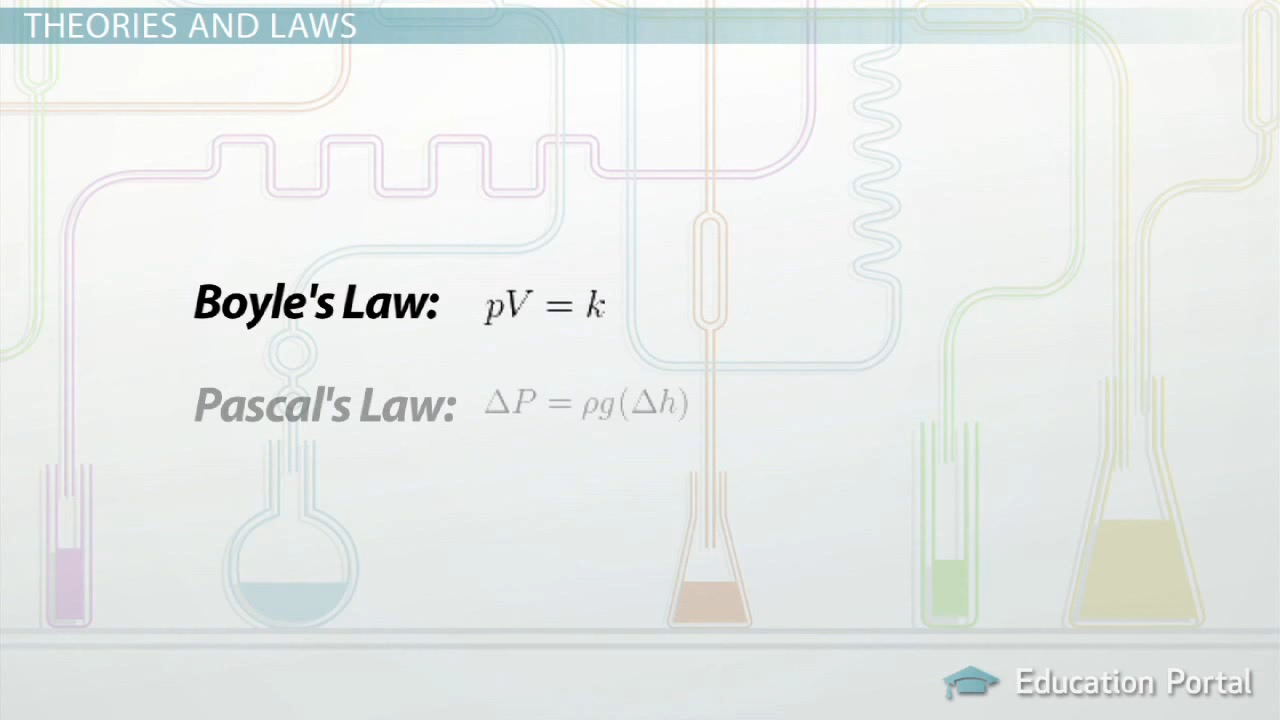 THEORIES AND LAWS
Boyle's Law: pV = k
Pascal's Law: ΔP = ρg(Δh)
Education Portal